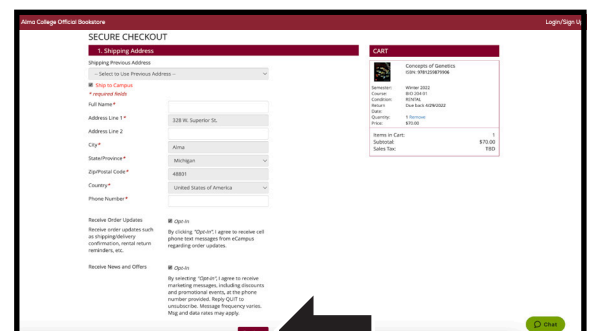 Alma College Official Bookstore
Login/Sign Up
SECURE CHECKOUT
1. Shipping Address
Shipping Previous Address
-- Select to Use Previous Address --
Ship to Campus
* required fields
Full Name*
Address Line 1*
328 W. Superior St.
Address Line 2
City*
Alma
State/Province*
Michigan
Zip/Postal Code*
48801
Country*
United States of America
Phone Number*
Receive Order Updates
Opt-In
Receive order updates such
as shipping/delivery
confirmation, rental return
reminders, etc.
By clicking "Opt-In", I agree to receive cell
phone text messages from eCampus
regarding order updates.
Receive News and Offers
Opt-In
By selecting "Opt-In", I agree to receive
marketing messages, including discounts
and promotional events, at the phone
number provided. Reply QUIT to
unsubscribe. Message frequency varies.
Msg and data rates may apply.
CART
Concepts of Genetics
ISBN: 9781259879906
Semester: Winter 2022
Course: BIO 204 01
Condition: RENTAL
Return Date: Due back 4/29/2022
Quantity: 1 Remove
Price: $70.00
Items in Cart: 1
Subtotal: $70.00
Sales Tax: TBD
Chat